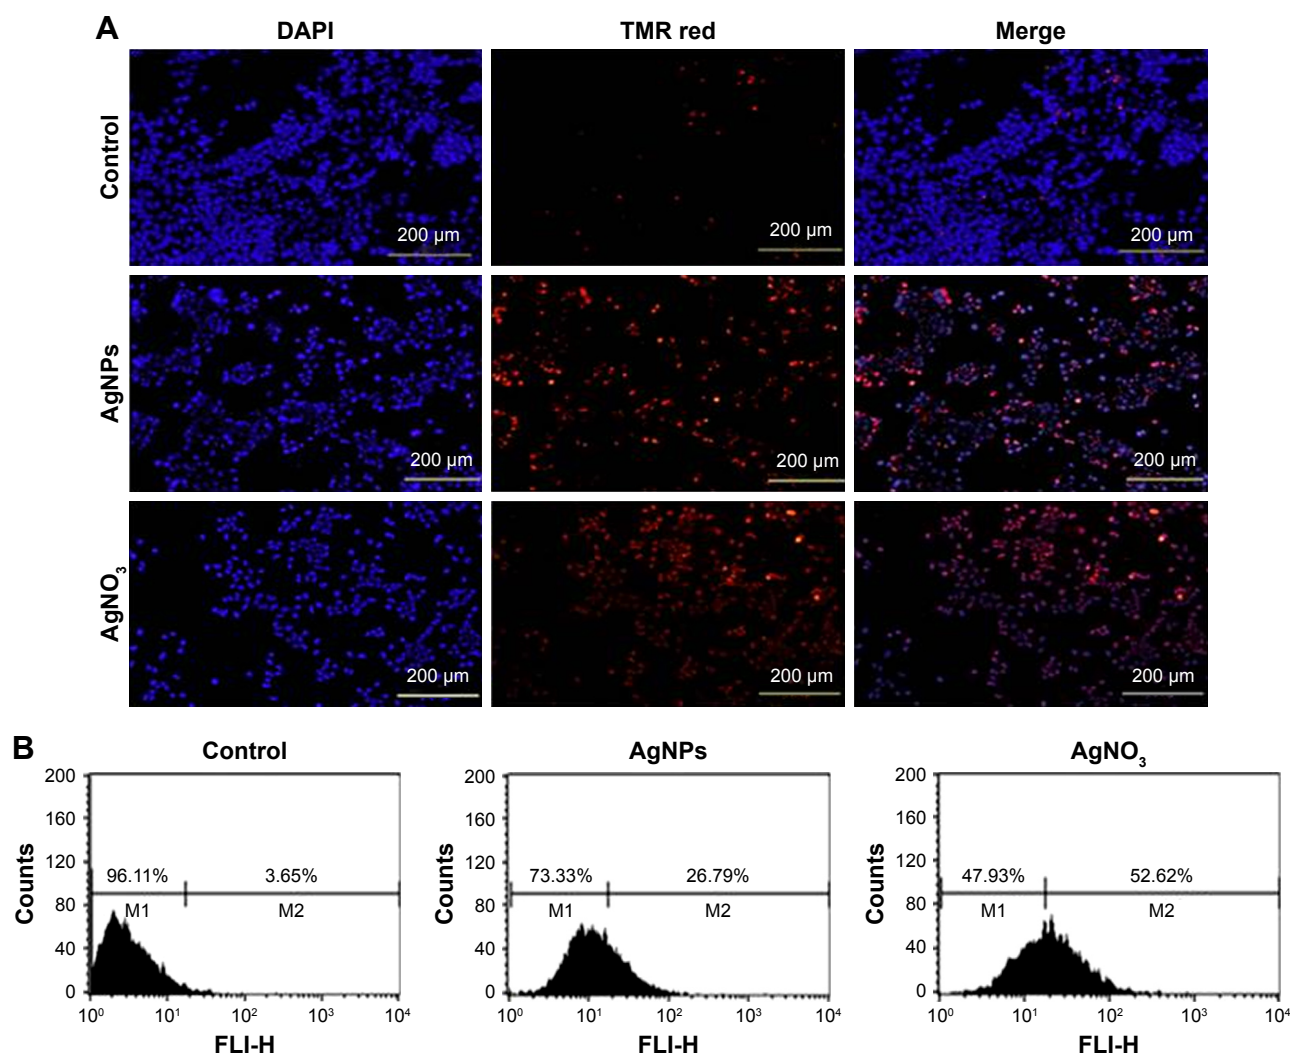 A
DAPI
TMR red
Merge
Control
200 µm
200 µm
200 µm
AgNPs
200 µm
200 µm
200 µm
AgNO3
200 µm
200 µm
200 µm
B
Control
AgNPs
AgNO3
Counts
200
160
120
80
40
0
96.11%
3.65%
M1
M2
10^0
10^1
10^2
10^3
10^4
FLI-H
Counts
200
160
120
80
40
0
73.33%
26.79%
M1
M2
10^0
10^1
10^2
10^3
10^4
FLI-H
Counts
200
160
120
80
40
0
47.93%
52.62%
M1
M2
10^0
10^1
10^2
10^3
10^4
FLI-H